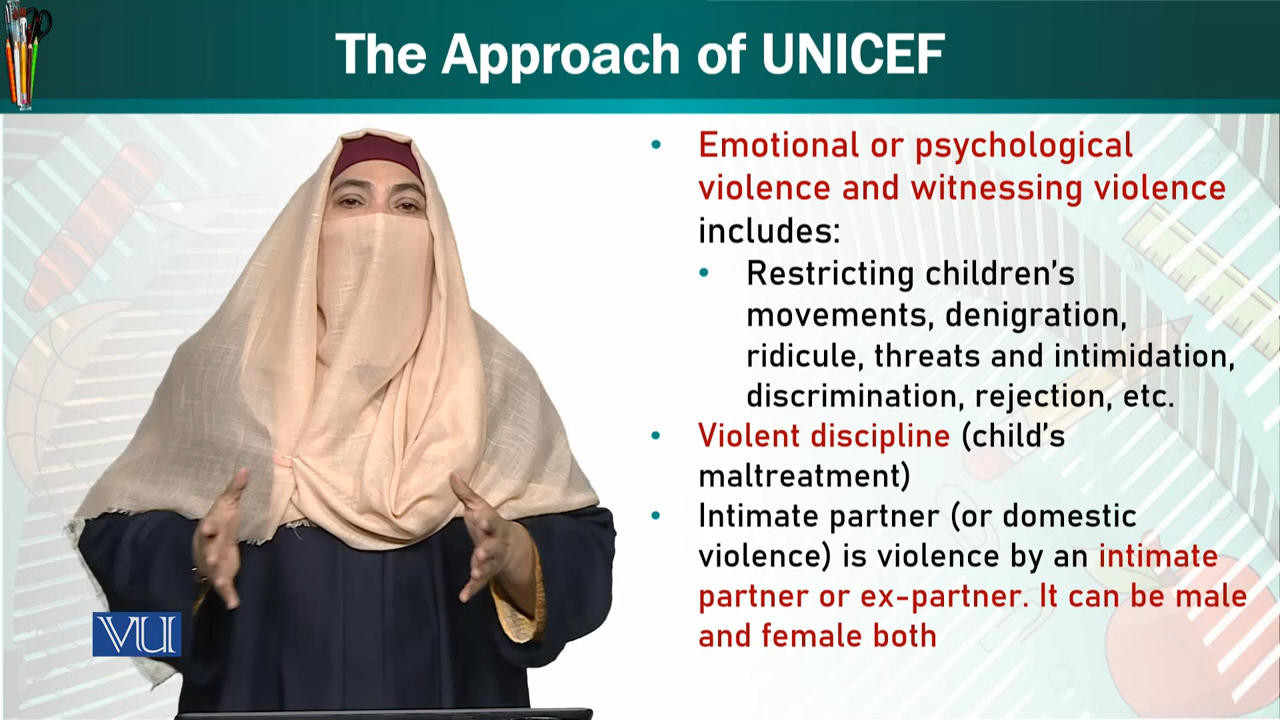 The Approach of UNICEF
• Emotional or psychological
violence and witnessing violence
includes:
• Restricting children's
movements, denigration,
ridicule, threats and intimidation,
discrimination, rejection, etc.
• Violent discipline (child's
maltreatment)
• Intimate partner (or domestic
violence) is violence by an intimate
partner or ex-partner. It can be male
and female both
VU